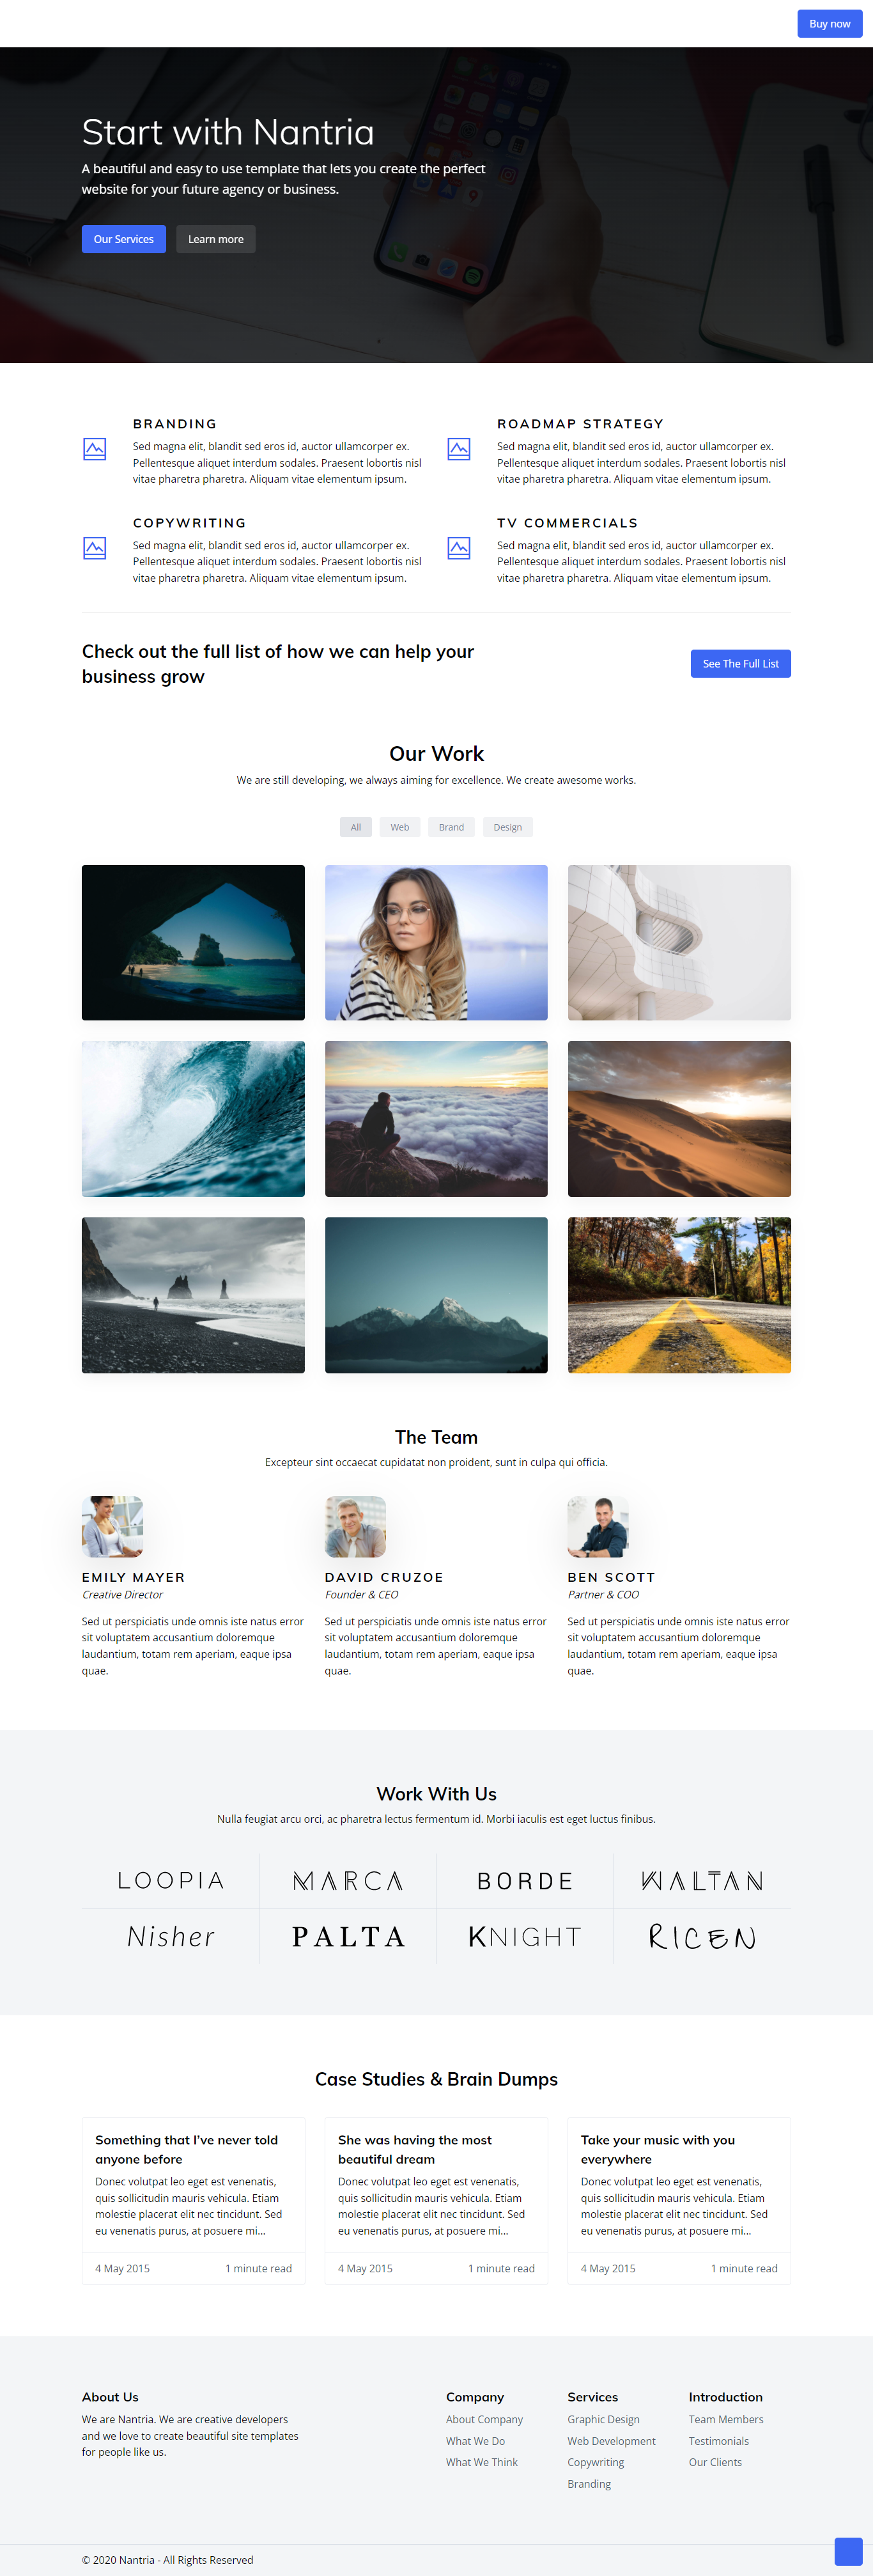 Buy now
Start with Nantria
A beautiful and easy to use template that lets you create the perfect
website for your future agency or business.
Our Services
Learn more
BRANDING
Sed magna elit, blandit sed eros id, auctor ullamcorper ex.
Pellentesque aliquet interdum sodales. Praesent lobortis nisl
vitae pharetra pharetra. Aliquam vitae elementum ipsum.
ROADMAP STRATEGY
Sed magna elit, blandit sed eros id, auctor ullamcorper ex.
Pellentesque aliquet interdum sodales. Praesent lobortis nisl
vitae pharetra pharetra. Aliquam vitae elementum ipsum.
COPYWRITING
Sed magna elit, blandit sed eros id, auctor ullamcorper ex.
Pellentesque aliquet interdum sodales. Praesent lobortis nisl
vitae pharetra pharetra. Aliquam vitae elementum ipsum.
TV COMMERCIALS
Sed magna elit, blandit sed eros id, auctor ullamcorper ex.
Pellentesque aliquet interdum sodales. Praesent lobortis nisl
vitae pharetra pharetra. Aliquam vitae elementum ipsum.
Check out the full list of how we can help your
business grow
See The Full List
Our Work
We are still developing, we always aiming for excellence. We create awesome works.
All
Web
Brand
Design
The Team
Excepteur sint occaecat cupidatat non proident, sunt in culpa qui officia.
EMILY MAYER
Creative Director
Sed ut perspiciatis unde omnis iste natus error
sit voluptatem accusantium doloremque
laudantium, totam rem aperiam, eaque ipsa
quae.
DAVID CRUZOE
Founder & CEO
Sed ut perspiciatis unde omnis iste natus error
sit voluptatem accusantium doloremque
laudantium, totam rem aperiam, eaque ipsa
quae.
BEN SCOTT
Partner & COO
Sed ut perspiciatis unde omnis iste natus error
sit voluptatem accusantium doloremque
laudantium, totam rem aperiam, eaque ipsa
quae.
Work With Us
Nulla feugiat arcu orci, ac pharetra lectus fermentum id. Morbi iaculis est eget luctus finibus.
LOOPIA
MARCA
BORDE
WALTAN
Nisher
PALTA
KNIGHT
RICEN
Case Studies & Brain Dumps
Something that I've never told
anyone before
Donec volutpat leo eget est venenatis,
quis sollicitudin mauris vehicula. Etiam
molestie placerat elit nec tincidunt. Sed
eu venenatis purus, at posuere mi...
4 May 2015
1 minute read
She was having the most
beautiful dream
Donec volutpat leo eget est venenatis,
quis sollicitudin mauris vehicula. Etiam
molestie placerat elit nec tincidunt. Sed
eu venenatis purus, at posuere mi...
4 May 2015
1 minute read
Take your music with you
everywhere
Donec volutpat leo eget est venenatis,
quis sollicitudin mauris vehicula. Etiam
molestie placerat elit nec tincidunt. Sed
eu venenatis purus, at posuere mi...
4 May 2015
1 minute read
About Us
We are Nantria. We are creative developers
and we love to create beautiful site templates
for people like us.
Company
About Company
What We Do
What We Think
Services
Graphic Design
Web Development
Copywriting
Branding
Introduction
Team Members
Testimonials
Our Clients
© 2020 Nantria - All Rights Reserved